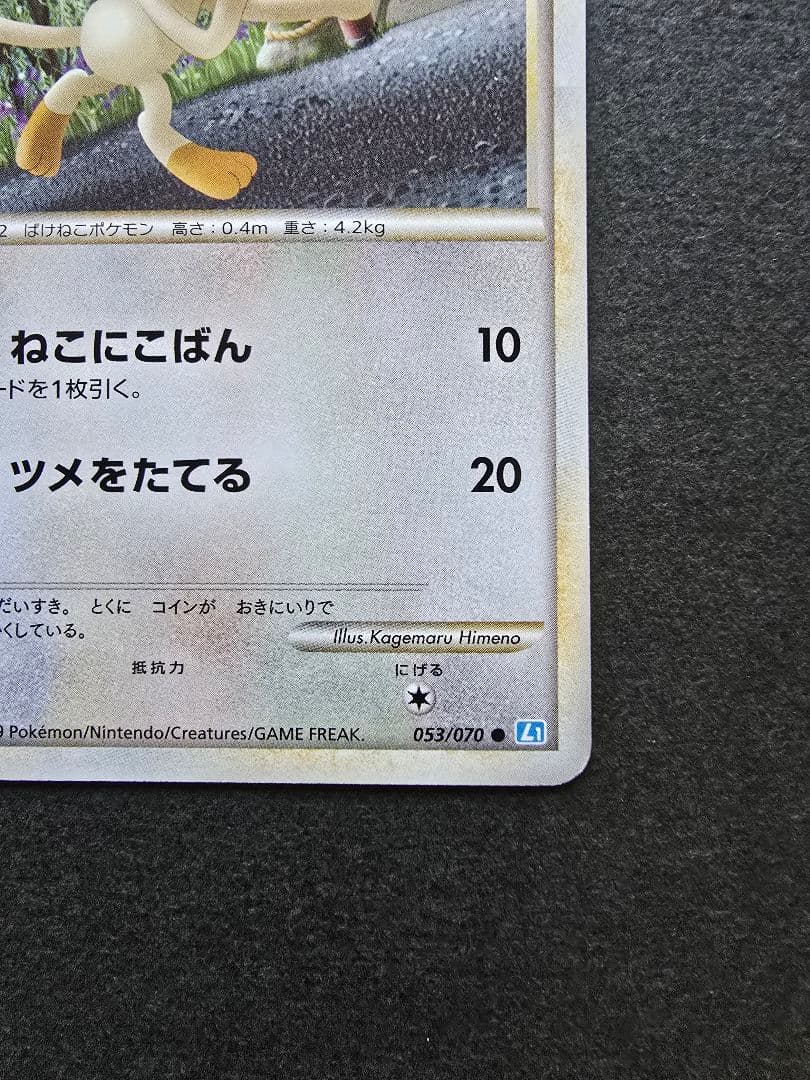 2 ばけねこポケモン 高さ：0.4m 重さ：4.2kg
ねこにこばん 10
ードを1枚引く。
ツメをたてる 20
だいすき。 とくに コインが おきにいりで
くしている。
Illus.Kagemaru Himeno
抵抗力 にげる
9 Pokémon/Nintendo/Creatures/GAME FREAK. 053/070 ● L1